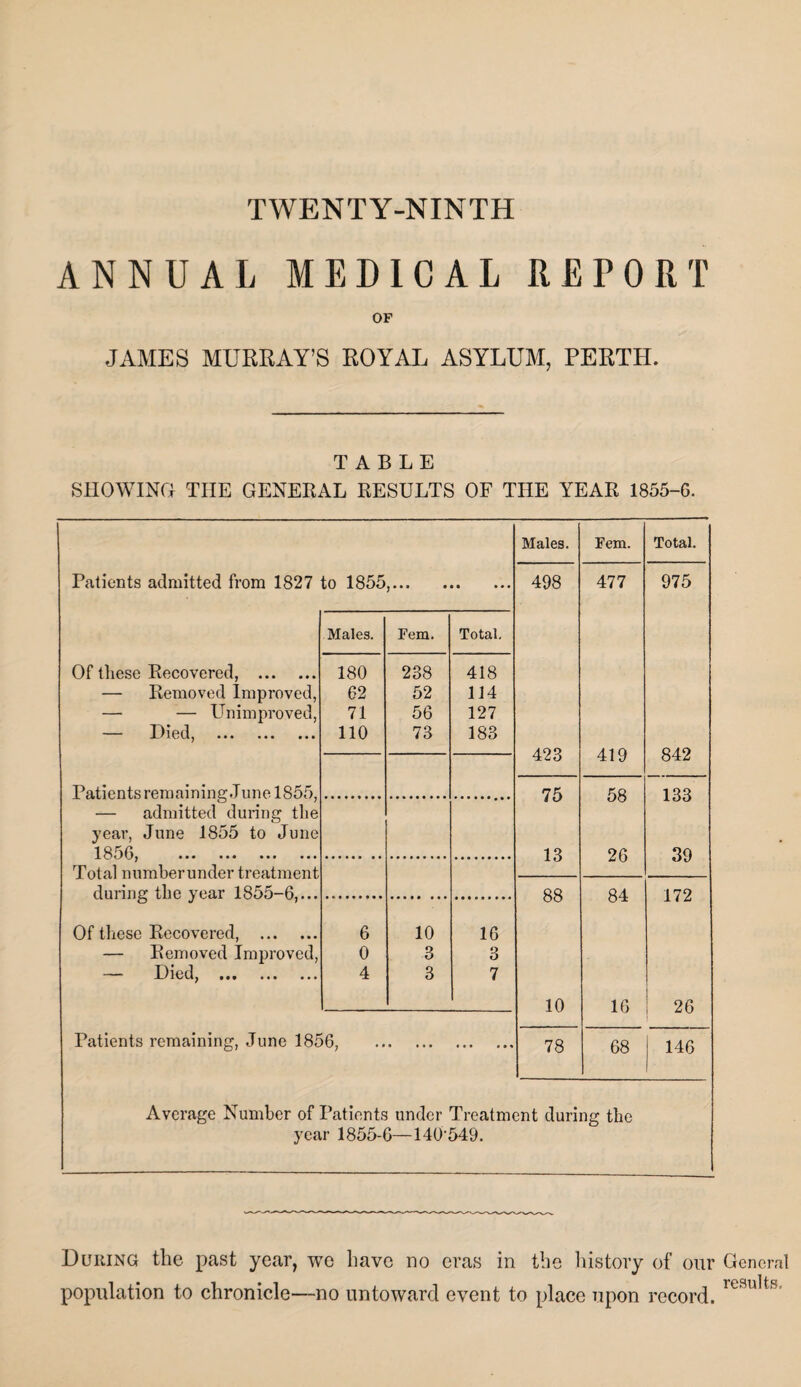 TWENTY-NINTH
ANNUAL MEDICAL REPORT
OF
JAMES MURRAY’S ROYAL ASYLUM, PERTH.
TABLE
SHOWING THE GENERAL RESULTS OF THE YEAR 1855–6.
Males. Fem. Total.
Patients admitted from 1827 to 1855,... ... ... 498 477 975
Males. Fem. Total.
Of these Recovered, ... ... 180 238 418
— Removed Improved, 62 52 114
— — Unimproved, 71 56 127
— Died, ... ... ... 110 73 183
423 419 842
Patients remaining June 1855, .......... .......... .......... 75 58 133
— admitted during the
year, June 1855 to June
1856, ... ... ... ... .......... .......... .......... 13 26 39
Total number under treatment
during the year 1855–6,... .......... .......... .......... 88 84 172
Of these Recovered, ... ... 6 10 16
— Removed Improved, 0 3 3
— Died, ... ... ... 4 3 7
10 16 26
Patients remaining, June 1856, ... ... ... ... 78 68 146
Average Number of Patients under Treatment during the
year 1855-6—140·549.
During the past year, we have no eras in the history of our General
population to chronicle—no untoward event to place upon record. results.